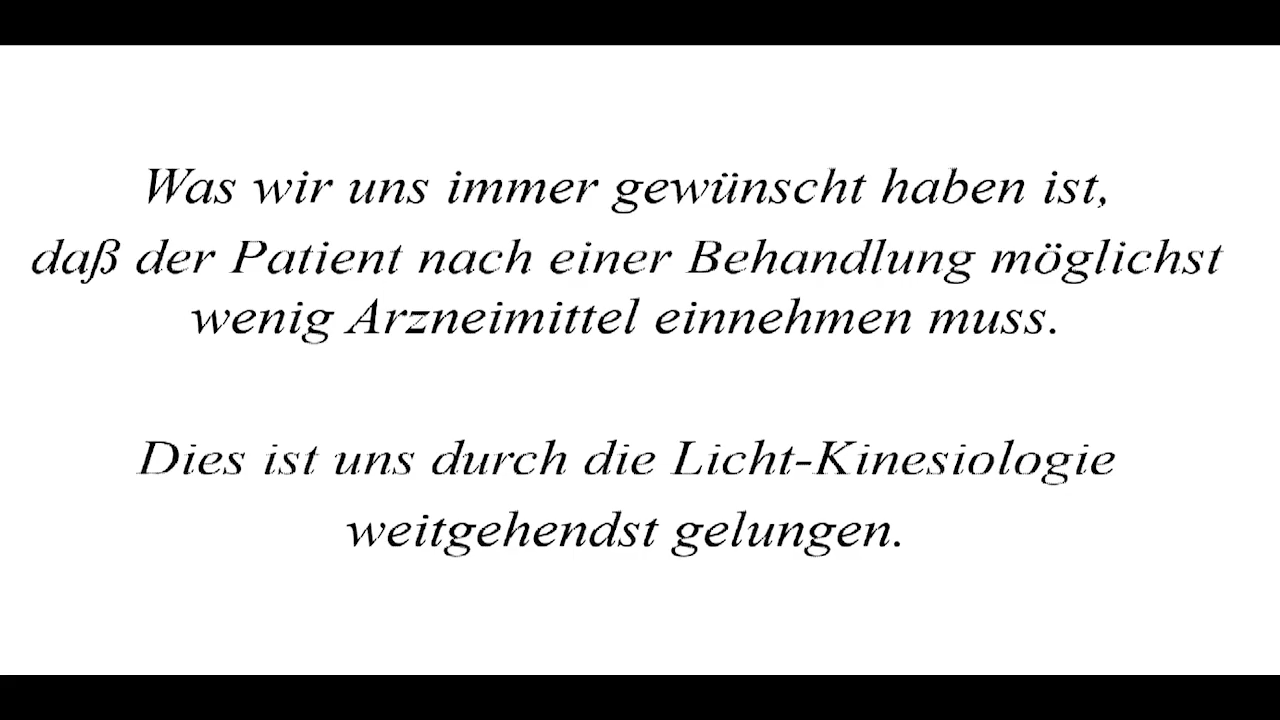 Was wir uns immer gewünscht haben ist,
daß der Patient nach einer Behandlung möglichst
wenig Arzneimittel einnehmen muss.
Dies ist uns durch die Licht-Kinesiologie
weitgehendst gelungen.